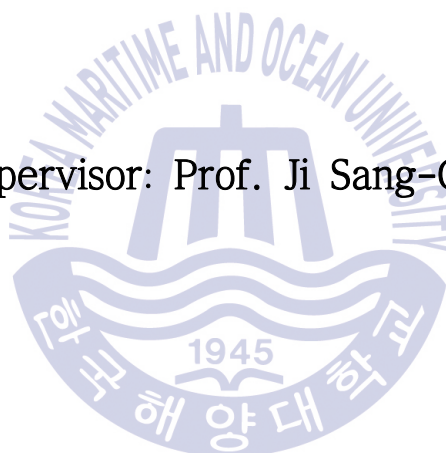 KOREA MARITIME AND OCEAN UNIVERSITY
pervisor: Prof. Ji Sang-
1945
한국해양대학교